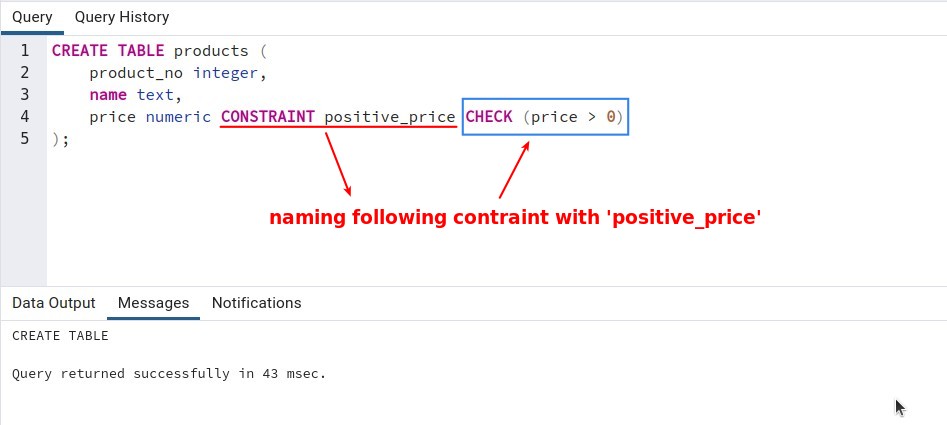 Query Query History
1 CREATE TABLE products (
2 product_no integer,
3 name text,
4 price numeric CONSTRAINT positive_price CHECK (price > 0)
5 );
naming following contraint with 'positive_price'
Data Output Messages Notifications
CREATE TABLE
Query returned successfully in 43 msec.